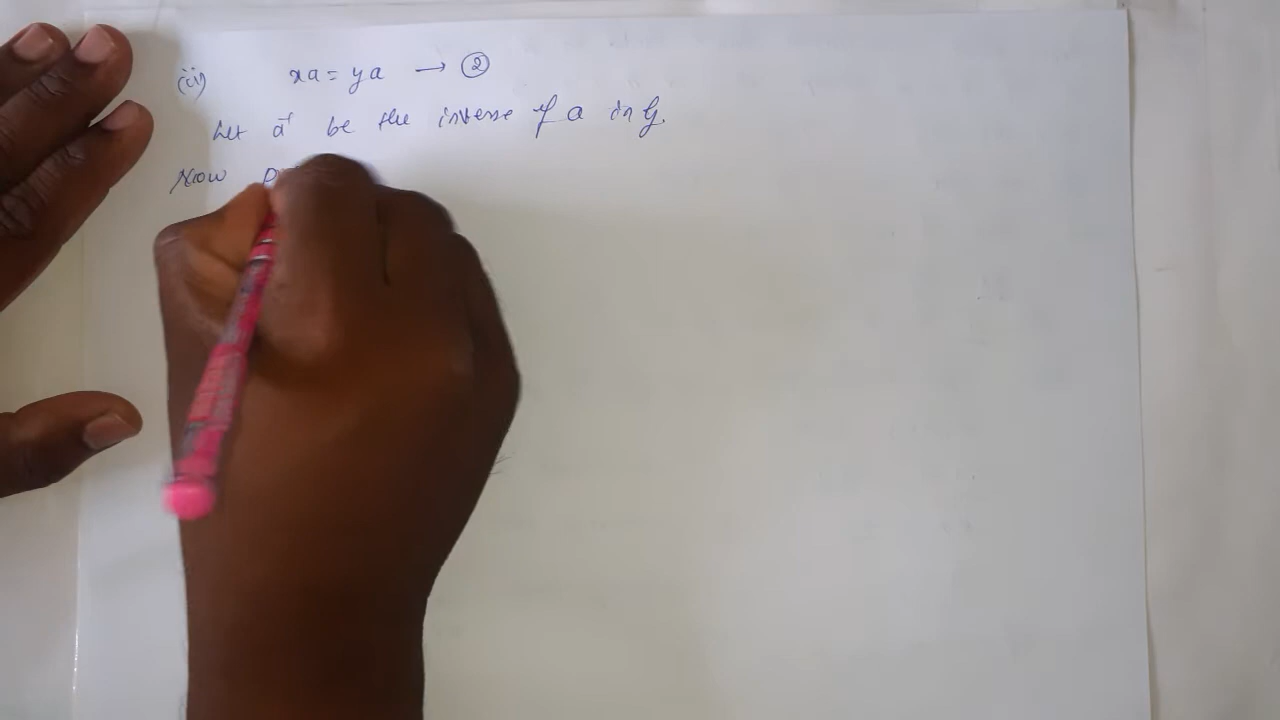 (ii) xa = ya → ②
Let a⁻¹ be the inverse of a in G.
Now